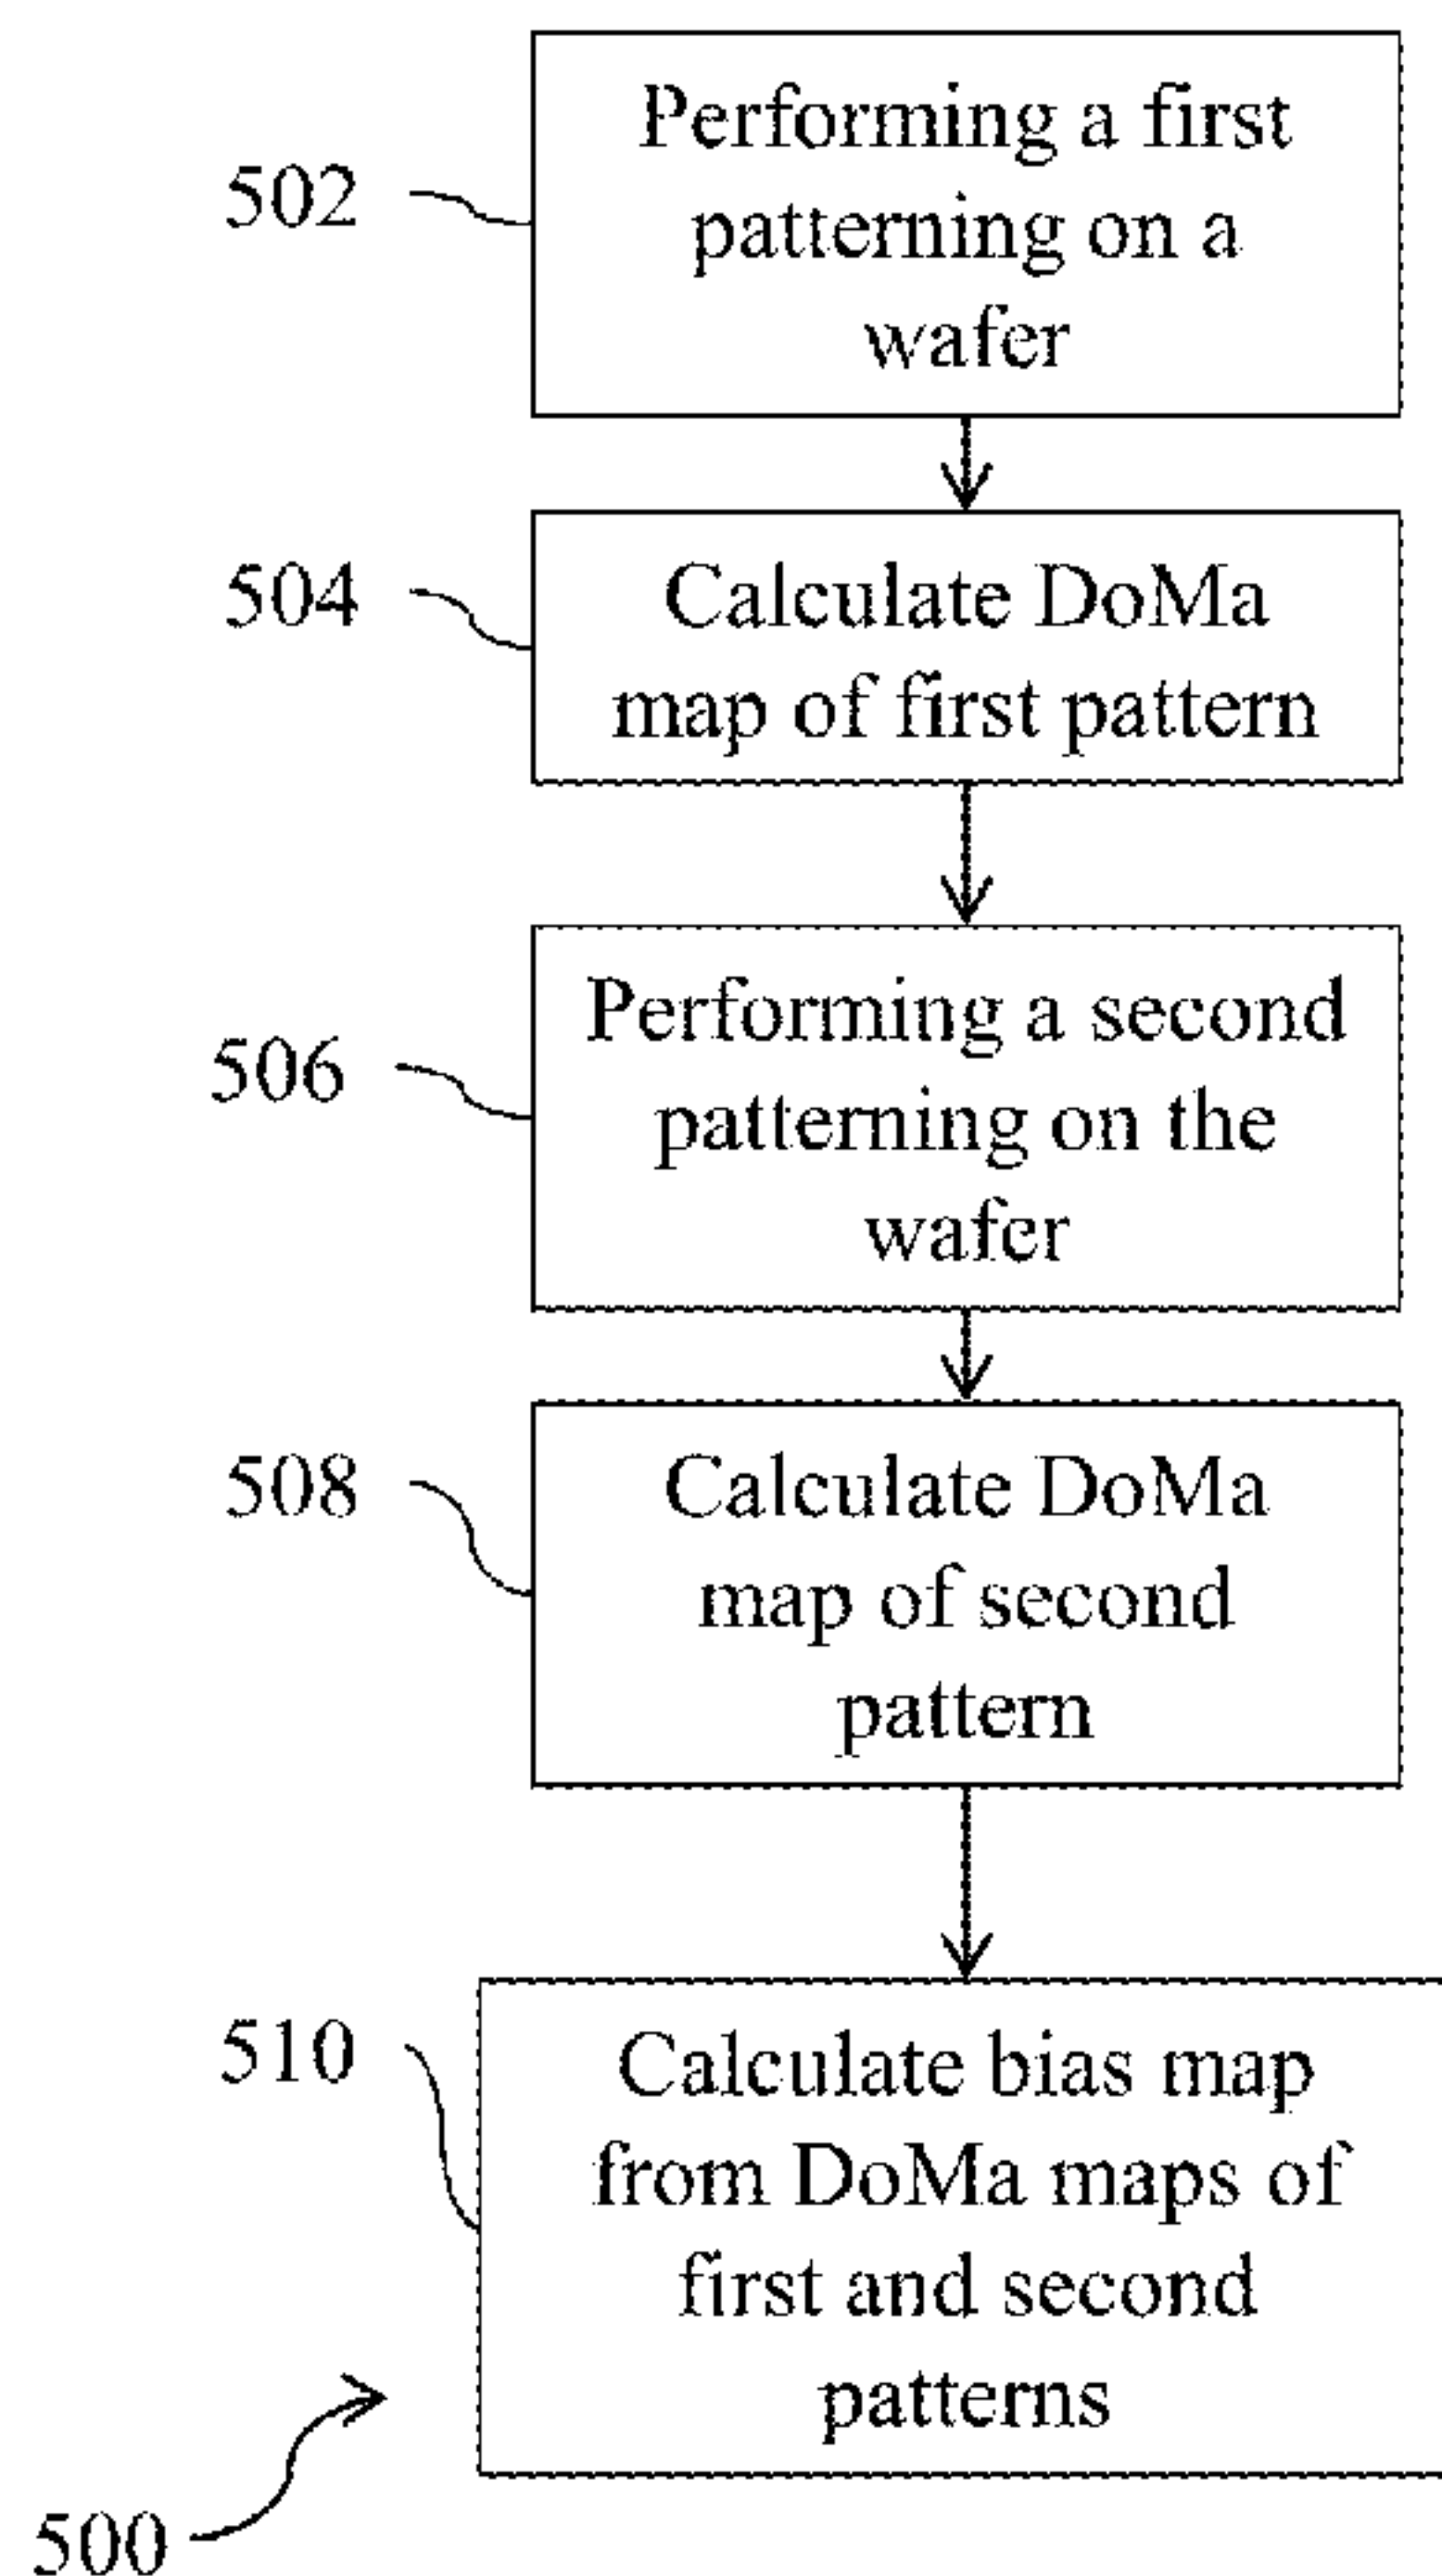 502
Performing a first
patterning on a
wafer
504
Calculate DoMa
map of first pattern
506
Performing a second
patterning on the
wafer
508
Calculate DoMa
map of second
pattern
510
Calculate bias map
from DoMa maps of
first and second
patterns
500